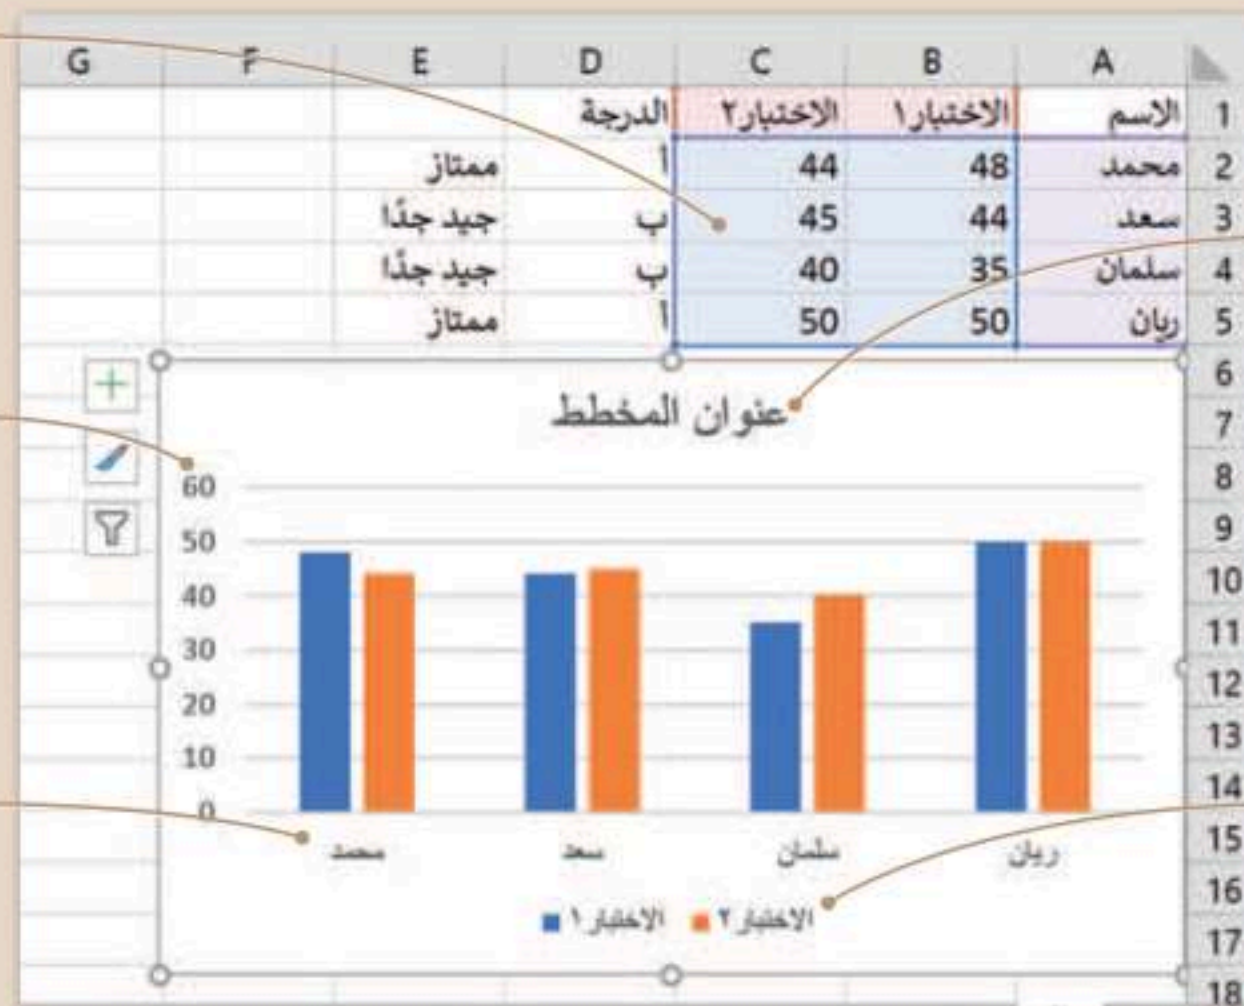 A B C D E F G
1 الاسم الاختبار١ الاختبار٢ الدرجة
2 محمد 48 44 أ ممتاز
3 سعد 44 45 ب جيد جدًا
4 سلمان 35 40 ب جيد جدًا
5 ريان 50 50 أ ممتاز
6
7
8
9
10
11
12
13
14
15
16
17
18
عنوان المخطط
60
50
40
30
20
10
0
محمد سعد سلمان ريان
الاختبار١ الاختبار٢